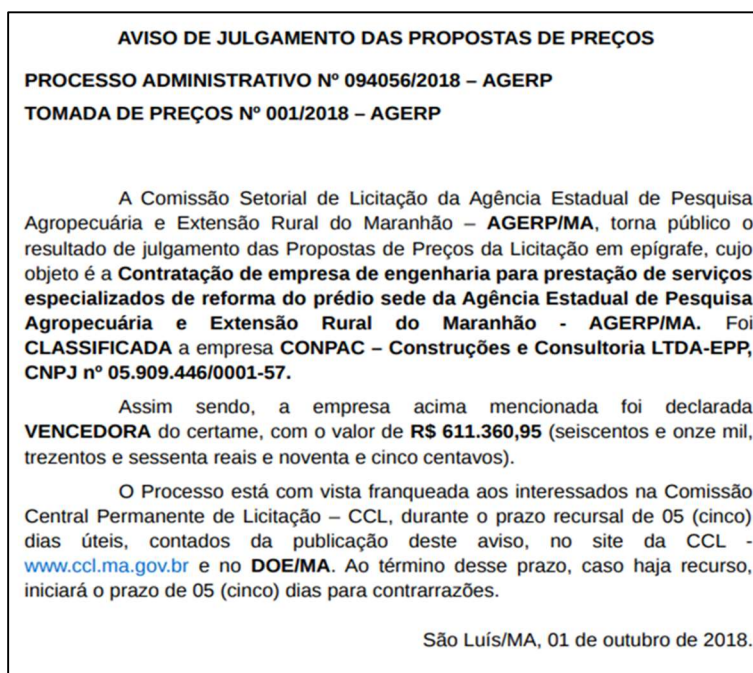 AVISO DE JULGAMENTO DAS PROPOSTAS DE PREÇOS
PROCESSO ADMINISTRATIVO Nº 094056/2018 – AGERP
TOMADA DE PREÇOS Nº 001/2018 – AGERP
A Comissão Setorial de Licitação da Agência Estadual de Pesquisa
Agropecuária e Extensão Rural do Maranhão – AGERP/MA, torna público o
resultado de julgamento das Propostas de Preços da Licitação em epígrafe, cujo
objeto é a Contratação de empresa de engenharia para prestação de serviços
especializados de reforma do prédio sede da Agência Estadual de Pesquisa
Agropecuária e Extensão Rural do Maranhão - AGERP/MA. Foi
CLASSIFICADA a empresa CONPAC – Construções e Consultoria LTDA-EPP,
CNPJ nº 05.909.446/0001-57.
Assim sendo, a empresa acima mencionada foi declarada
VENCEDORA do certame, com o valor de R$ 611.360,95 (seiscentos e onze mil,
trezentos e sessenta reais e noventa e cinco centavos).
O Processo está com vista franqueada aos interessados na Comissão
Central Permanente de Licitação – CCL, durante o prazo recursal de 05 (cinco)
dias úteis, contados da publicação deste aviso, no site da CCL -
www.ccl.ma.gov.br e no DOE/MA. Ao término desse prazo, caso haja recurso,
iniciará o prazo de 05 (cinco) dias para contrarrazões.
São Luís/MA, 01 de outubro de 2018.